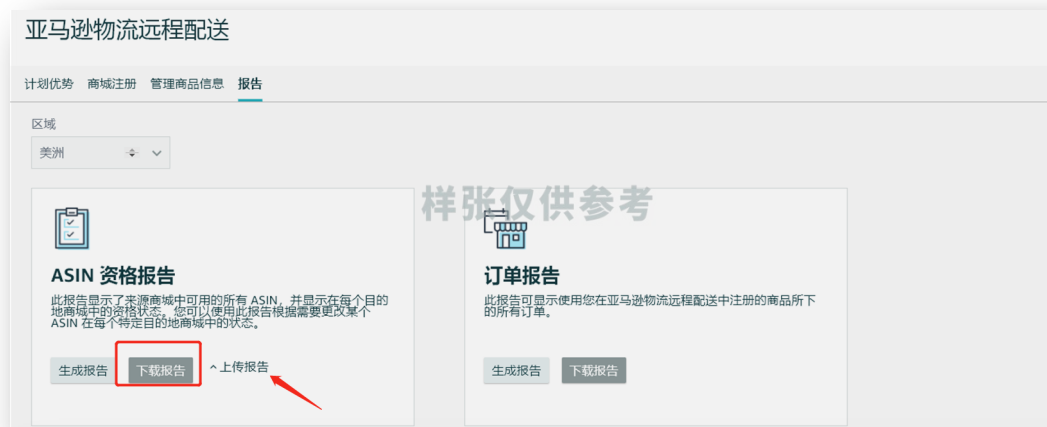 亚马逊物流远程配送
计划优势 商城注册 管理商品信息 报告
区域
美洲
样张仅供参考
ASIN 资格报告
此报告显示了来源商城中可用的所有 ASIN，并显示在每个目的
地商城中的资格状态。您可以使用此报告根据需要更改某个
ASIN 在每个特定目的地商城中的状态。
生成报告 下载报告 上传报告
订单报告
此报告可显示使用您在亚马逊物流远程配送中注册的商品所下
的所有订单。
生成报告 下载报告